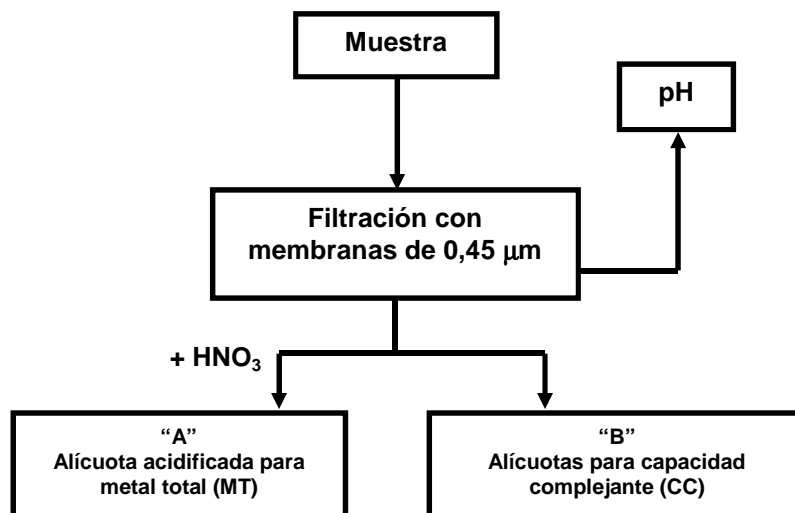 Muestra
pH
Filtración con
membranas de 0,45 μm
+ HNO₃
“A”
Alícuota acidificada para
metal total (MT)
“B”
Alícuotas para capacidad
complejante (CC)